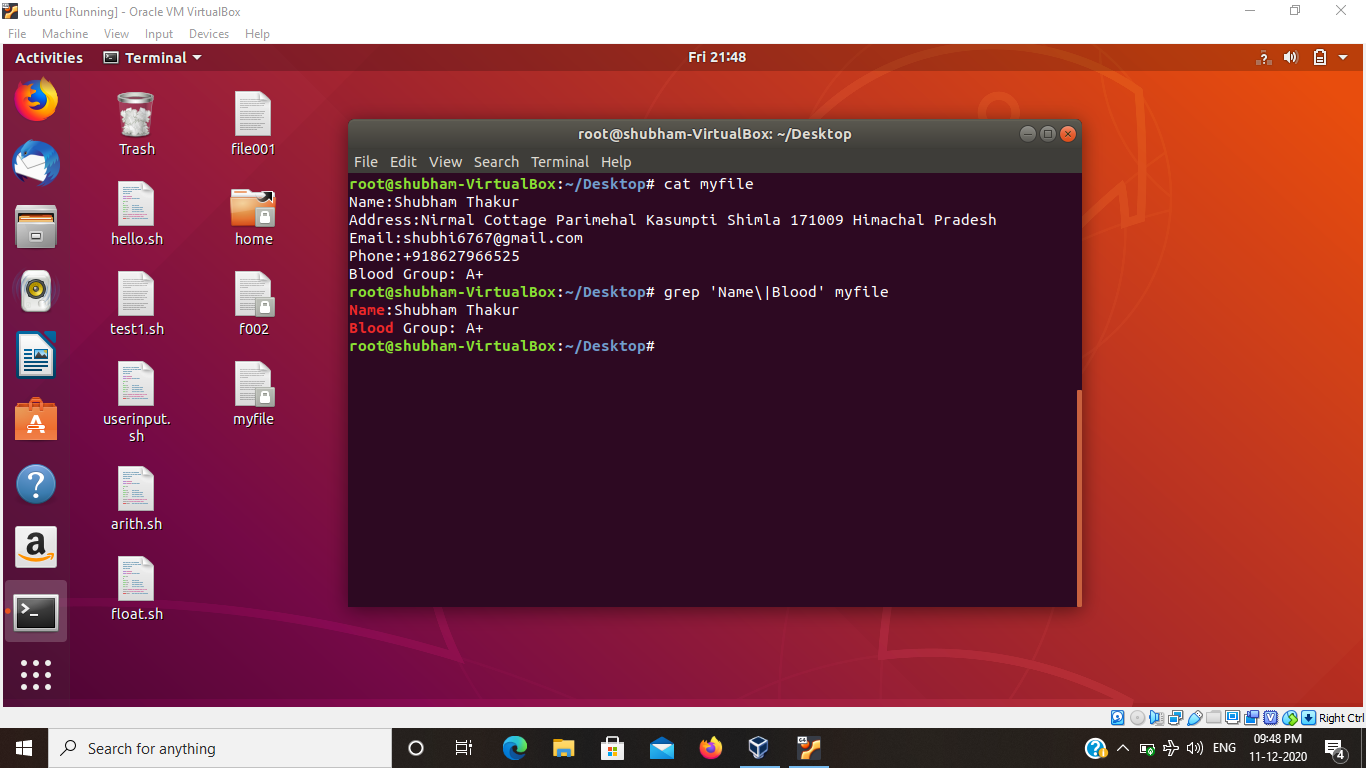 ubuntu [Running] - Oracle VM VirtualBox
File Machine View Input Devices Help
Activities Terminal Fri 21:48
Trash
file001
hello.sh
home
test1.sh
f002
userinput.
sh
myfile
arith.sh
float.sh
root@shubham-VirtualBox: ~/Desktop
File Edit View Search Terminal Help
root@shubham-VirtualBox:~/Desktop# cat myfile
Name:Shubham Thakur
Address:Nirmal Cottage Parimehal Kasumpti Shimla 171009 Himachal Pradesh
Email:shubhi6767@gmail.com
Phone:+918627966525
Blood Group: A+
root@shubham-VirtualBox:~/Desktop# grep 'Name\|Blood' myfile
Name:Shubham Thakur
Blood Group: A+
root@shubham-VirtualBox:~/Desktop#
Right Ctrl
Search for anything
ENG
09:48 PM
11-12-2020
4